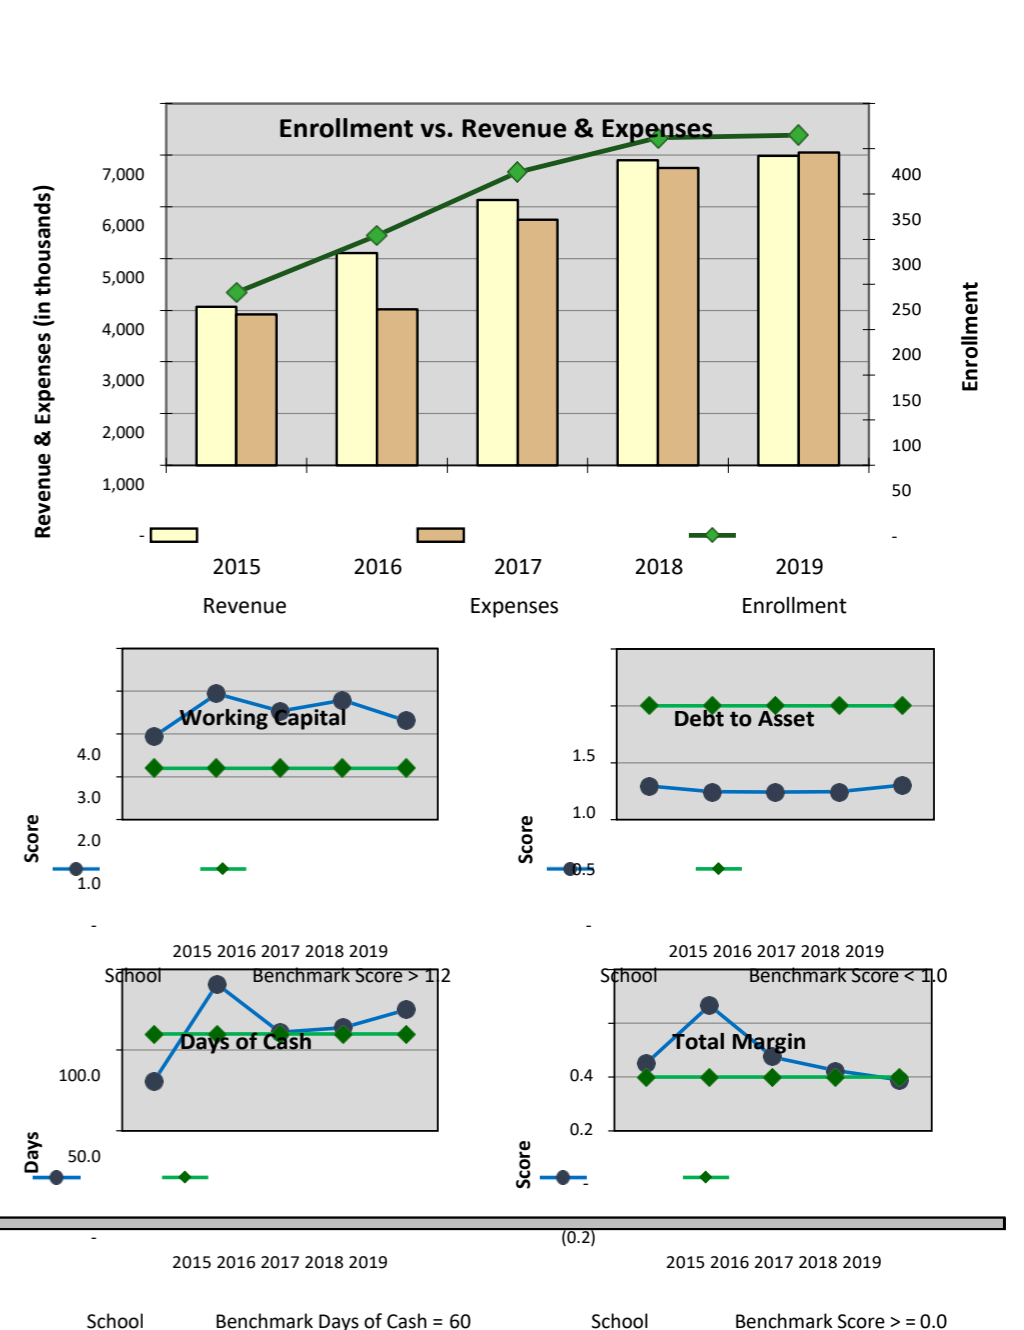 Enrollment vs. Revenue & Expenses
Revenue & Expenses (in thousands)
7,000
6,000
5,000
4,000
3,000
2,000
1,000
-
400
350
300
250
200
150
100
50
-
Enrollment
2015 2016 2017 2018 2019
Revenue Expenses Enrollment
Working Capital
Score
4.0
3.0
2.0
1.0
-
2015 2016 2017 2018 2019
School Benchmark Score > 1.2
Debt to Asset
Score
1.5
1.0
0.5
-
2015 2016 2017 2018 2019
School Benchmark Score < 1.0
Days of Cash
Days
100.0
50.0
-
2015 2016 2017 2018 2019
School Benchmark Days of Cash = 60
Total Margin
Score
0.4
0.2
-
(0.2)
2015 2016 2017 2018 2019
School Benchmark Score > = 0.0